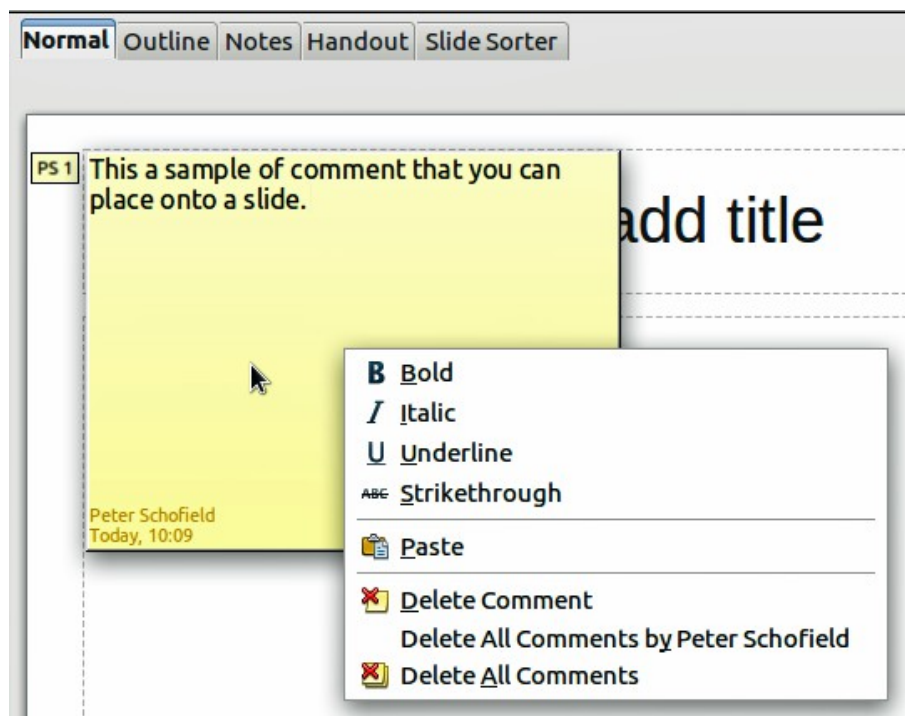 Normal Outline Notes Handout Slide Sorter
PS 1
This a sample of comment that you can
place onto a slide.
add title
Peter Schofield
Today, 10:09
B Bold
I Italic
U Underline
ABC Strikethrough
Paste
Delete Comment
Delete All Comments by Peter Schofield
Delete All Comments